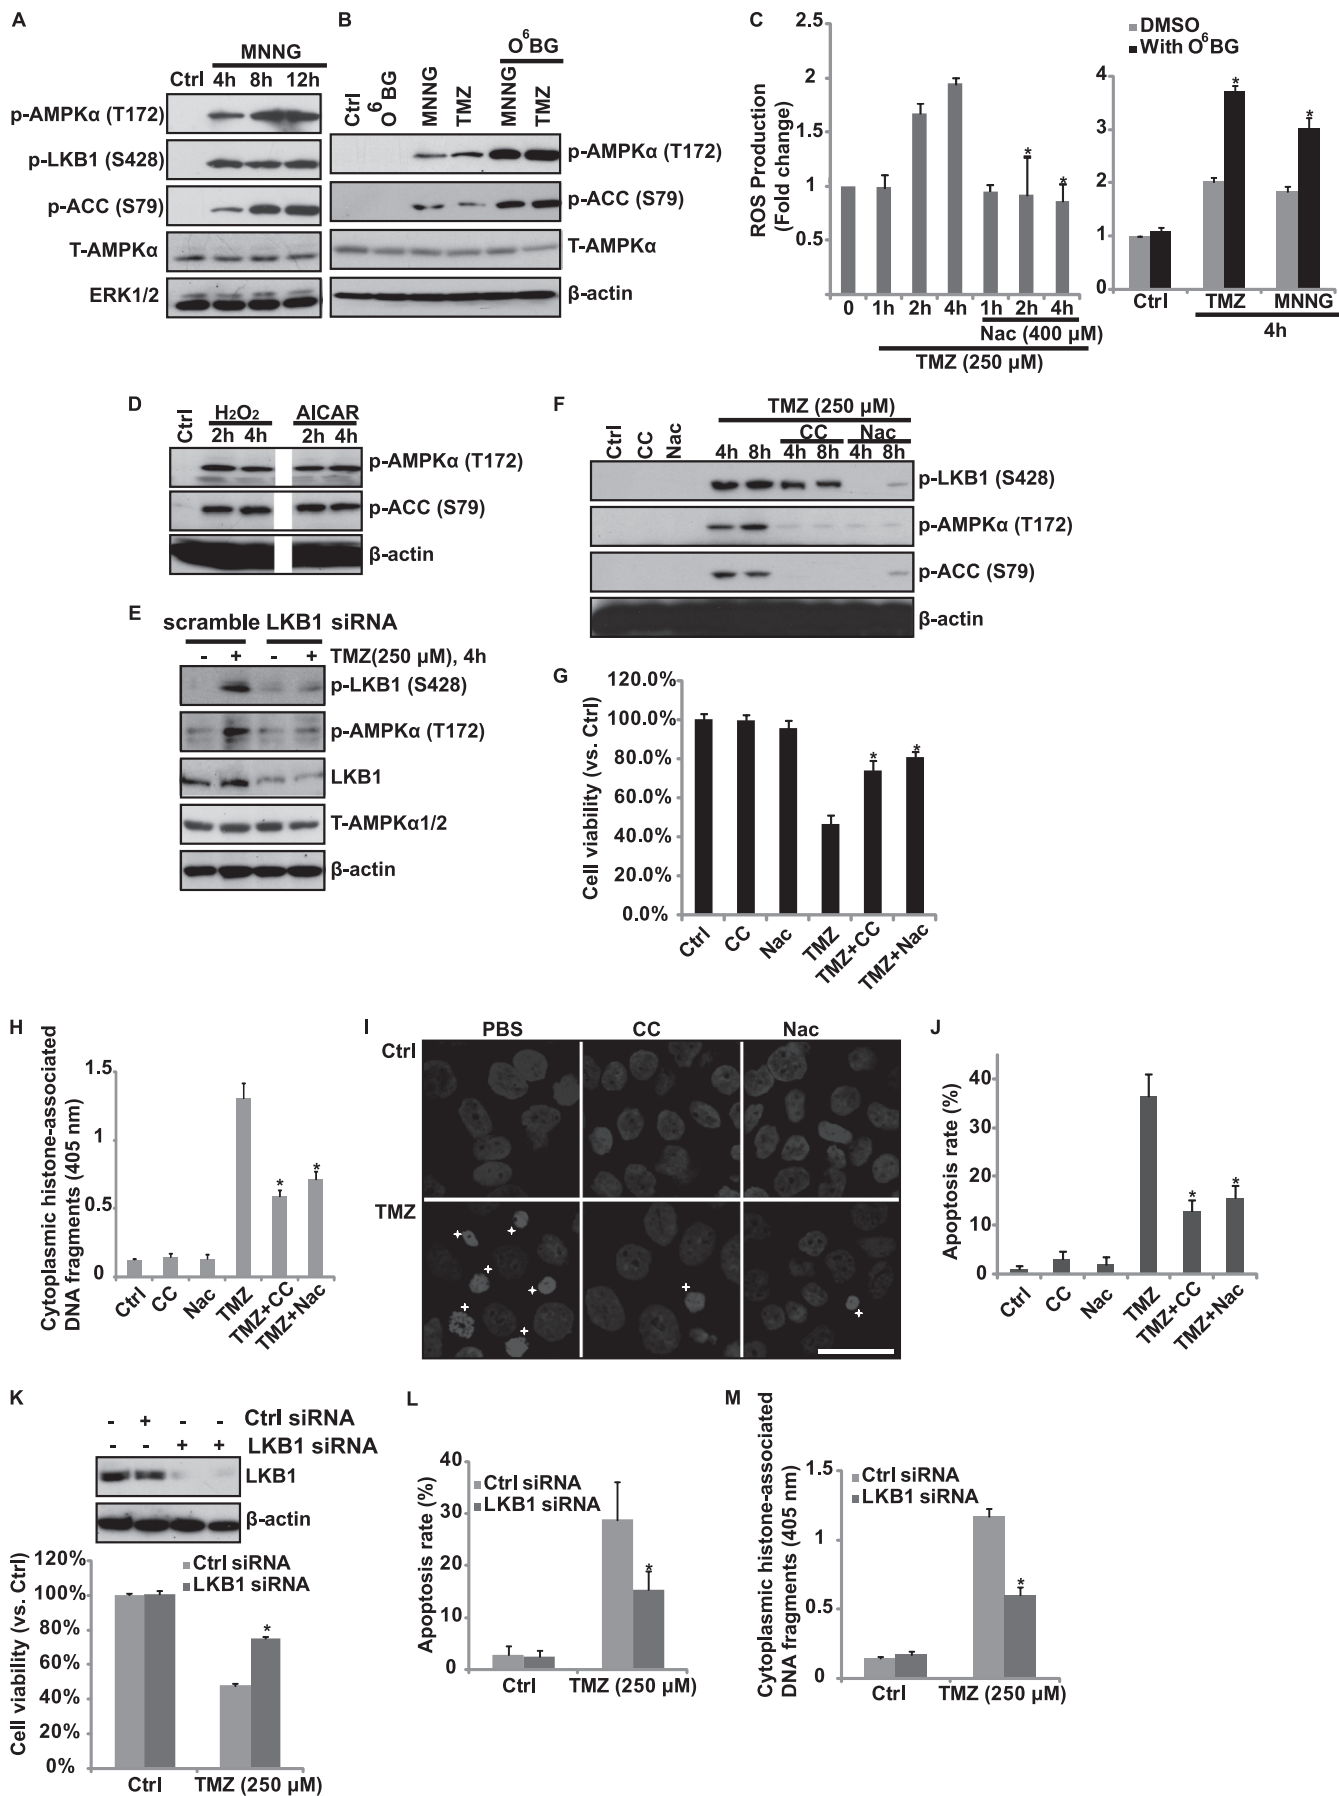 A
MNNG
Ctrl 4h 8h 12h
p-AMPKα (T172)
p-LKB1 (S428)
p-ACC (S79)
T-AMPKα
ERK1/2
B
O⁶BG
Ctrl O⁶BG MNNG TMZ MNNG TMZ
p-AMPKα (T172)
p-ACC (S79)
T-AMPKα
β-actin
C
ROS Production
(Fold change)
2.5
2
1.5
1
0.5
0 1h 2h 4h 1h 2h 4h
Nac (400 μM)
TMZ (250 μM)
* *
DMSO
With O⁶BG
4
3
2
1
0
* *
Ctrl TMZ MNNG
4h
D
Ctrl H₂O₂ AICAR
2h 4h 2h 4h
p-AMPKα (T172)
p-ACC (S79)
β-actin
E
scramble LKB1 siRNA
- + - + TMZ(250 μM), 4h
p-LKB1 (S428)
p-AMPKα (T172)
LKB1
T-AMPKα1/2
β-actin
F
TMZ (250 μM)
CC Nac
Ctrl CC Nac 4h 8h 4h 8h 4h 8h
p-LKB1 (S428)
p-AMPKα (T172)
p-ACC (S79)
β-actin
G
Cell viability (vs. Ctrl)
120.0%
100.0%
80.0%
60.0%
40.0%
20.0%
0.0%
* *
Ctrl CC Nac TMZ TMZ+CC TMZ+Nac
H
Cytoplasmic histone-associated
DNA fragments (405 nm)
1.5
1
0.5
0
* *
Ctrl CC Nac TMZ TMZ+CC TMZ+Nac
I
PBS CC Nac
Ctrl
TMZ
J
Apoptosis rate (%)
40
30
20
10
0
* *
Ctrl CC Nac TMZ TMZ+CC TMZ+Nac
K
- + - - Ctrl siRNA
- - + + LKB1 siRNA
LKB1
β-actin
Cell viability (vs. Ctrl)
120%
100%
80%
60%
40%
20%
0%
Ctrl siRNA
LKB1 siRNA
*
Ctrl TMZ (250 μM)
L
Apoptosis rate (%)
40
30
20
10
0
Ctrl siRNA
LKB1 siRNA
*
Ctrl TMZ (250 μM)
M
Cytoplasmic histone-associated
DNA fragments (405 nm)
1.5
1
0.5
0
Ctrl siRNA
LKB1 siRNA
*
Ctrl TMZ (250 μM)